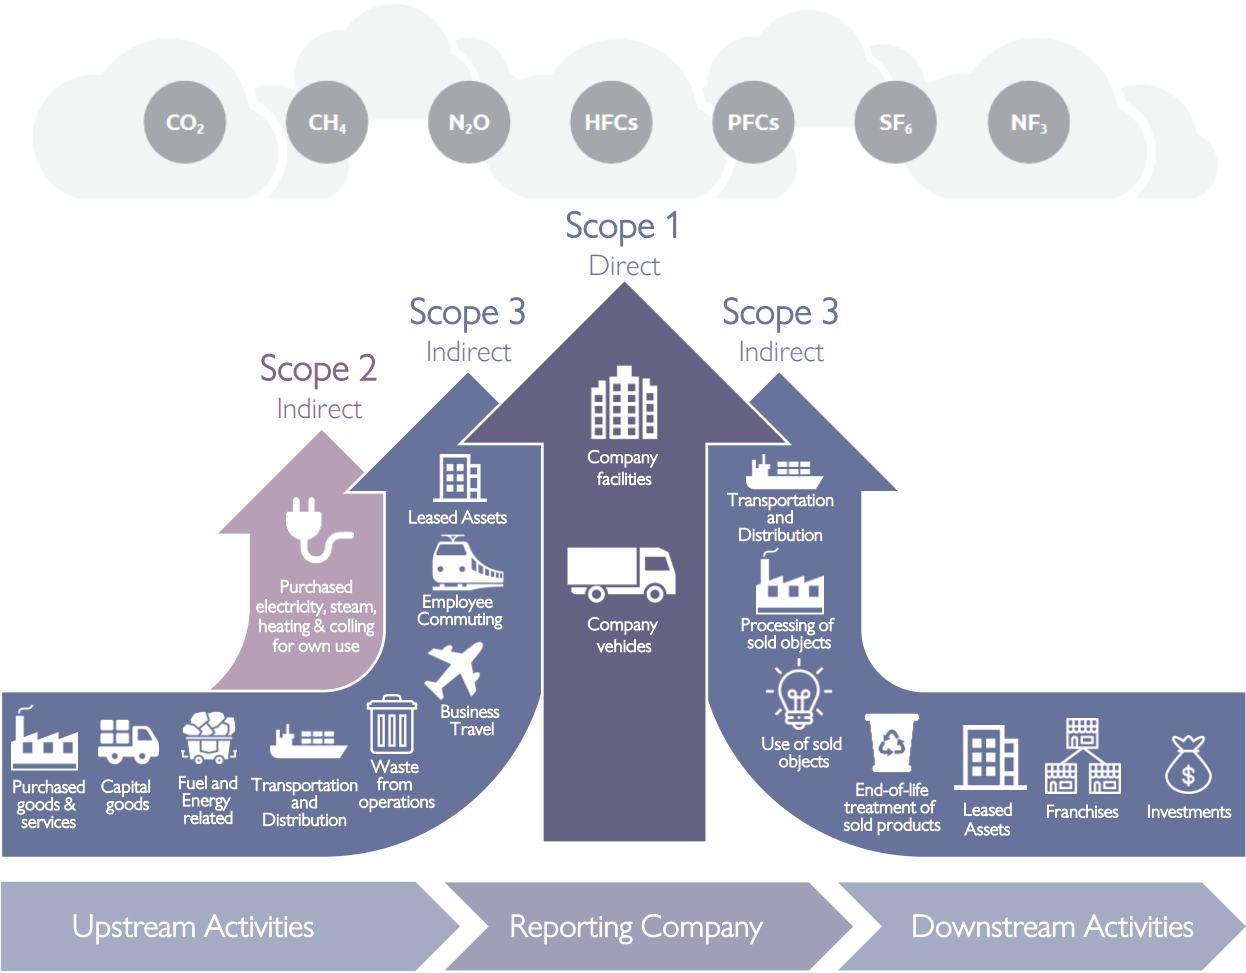 CO₂
CH₄
N₂O
HFCs
PFCs
SF₆
NF₃
Scope 1
Direct
Scope 3
Indirect
Scope 3
Indirect
Scope 2
Indirect
Company
facilities
Company
vehicles
Purchased
electricity, steam,
heating & colling
for own use
Leased Assets
Employee
Commuting
Business
Travel
Waste
from
operations
Transportation
and
Distribution
Fuel and
Energy
related
Capital
goods
Purchased
goods &
services
Transportation
and
Distribution
Processing of
sold objects
Use of sold
objects
End-of-life
treatment of
sold products
Leased
Assets
Franchises
$
Investments
Upstream Activities
Reporting Company
Downstream Activities